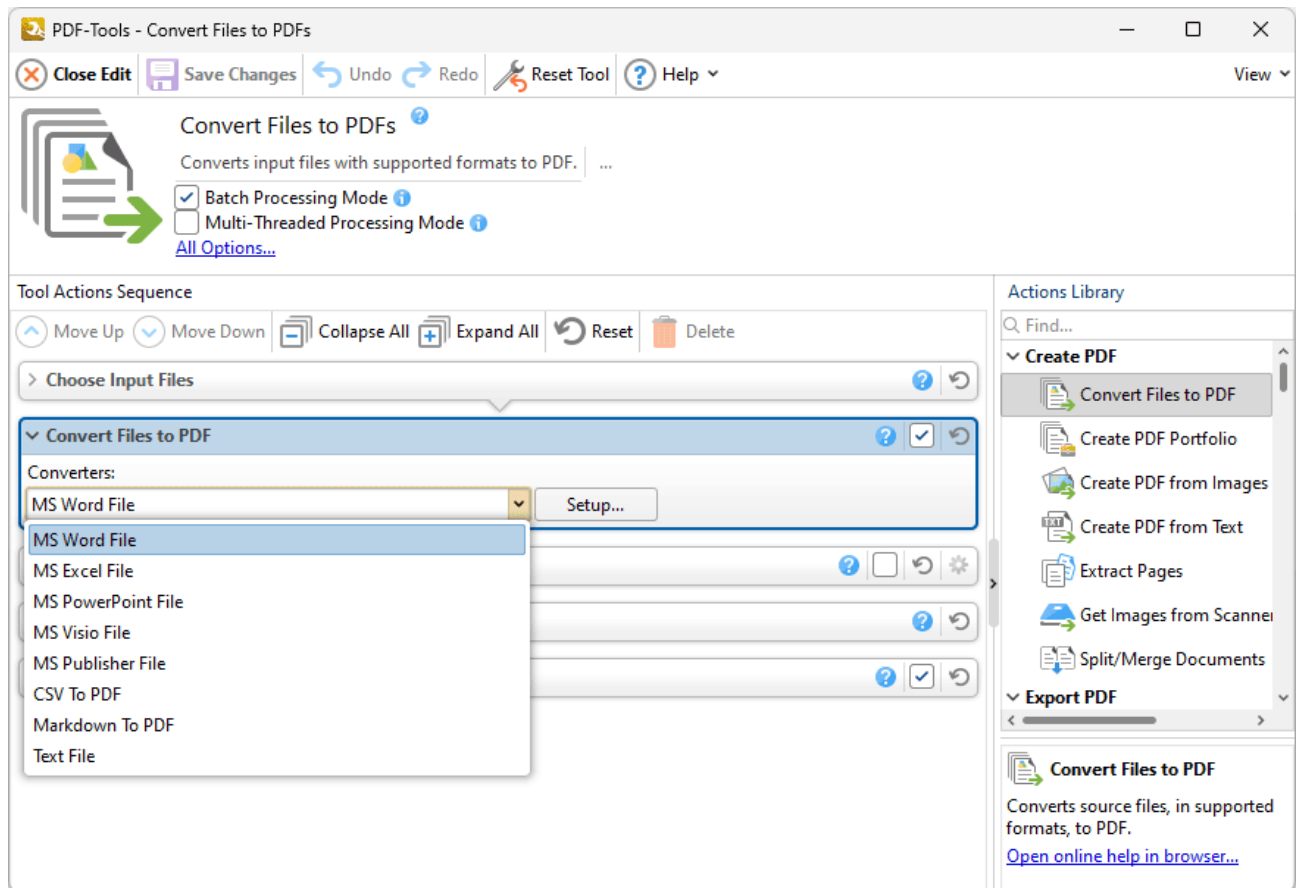 PDF-Tools - Convert Files to PDFs
Close Edit Save Changes Undo Redo Reset Tool ? Help View
Convert Files to PDFs ?
Converts input files with supported formats to PDF. ...
Batch Processing Mode i
Multi-Threaded Processing Mode i
All Options...
Tool Actions Sequence
Move Up Move Down Collapse All Expand All Reset Delete
Choose Input Files ?
Convert Files to PDF ?
Converters:
MS Word File Setup...
MS Word File
MS Excel File
?
MS PowerPoint File
MS Visio File
?
MS Publisher File
?
CSV To PDF
Markdown To PDF
Text File
Actions Library
Find...
Create PDF
Convert Files to PDF
Create PDF Portfolio
Create PDF from Images
TXT Create PDF from Text
Extract Pages
Get Images from Scanner
Split/Merge Documents
Export PDF
Convert Files to PDF
Converts source files, in supported
formats, to PDF.
Open online help in browser...